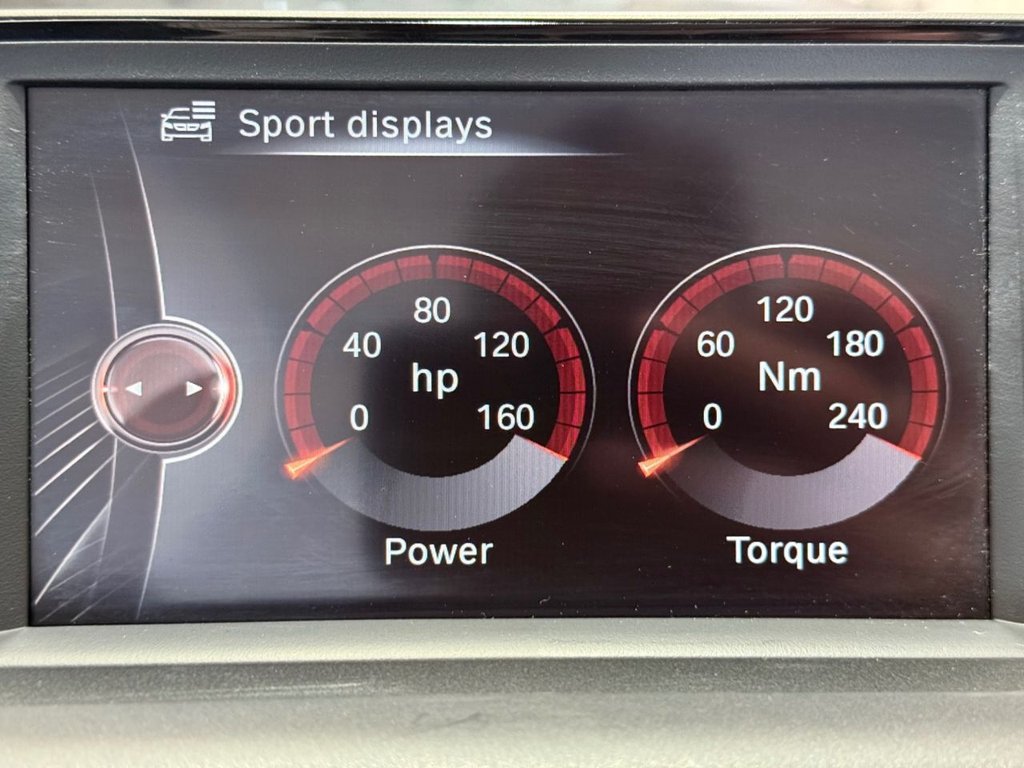 Sport displays
80
40 120
hp
0 160
Power
120
60 180
Nm
0 240
Torque